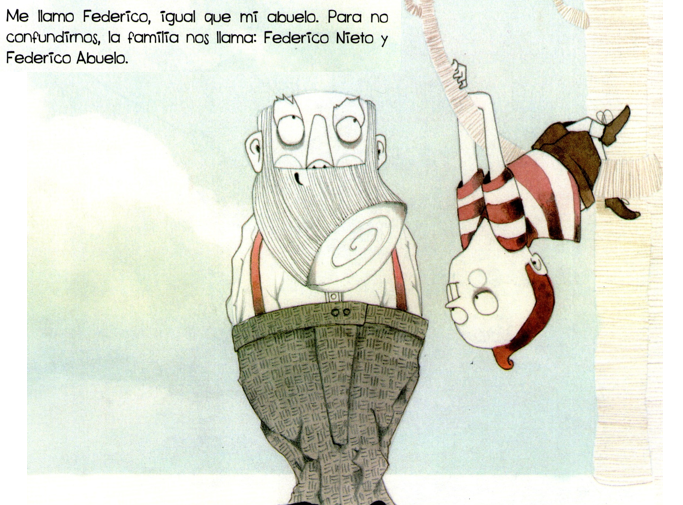 Me llamo Federico, igual que mi abuelo. Para no
confundirnos, la familia nos llama: Federico Nieto y
Federico Abuelo.